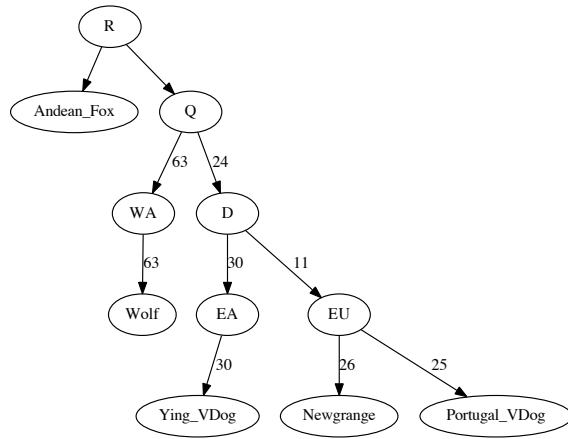 R
Andean_Fox
Q
63
24
WA
D
63
30
11
Wolf
EA
EU
30
26
25
Ying_VDog
Newgrange
Portugal_VDog